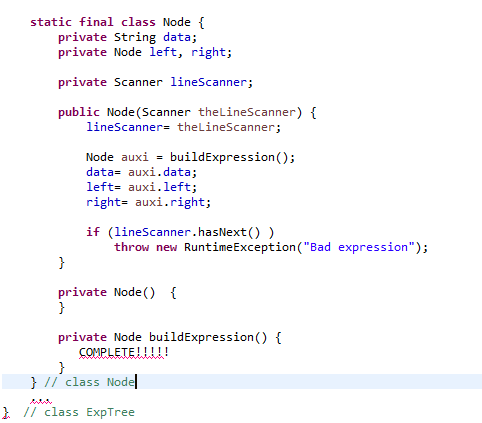 static final class Node {
private String data;
private Node left, right;
private Scanner lineScanner;
public Node(Scanner theLineScanner) {
lineScanner= theLineScanner;
Node auxi = buildExpression();
data= auxi.data;
left= auxi.left;
right= auxi.right;
if (lineScanner.hasNext() )
throw new RuntimeException("Bad expression");
}
private Node()  {
}
private Node buildExpression() {
COMPLETE!!!!!
}
} // class Node
...
}  // class ExpTree